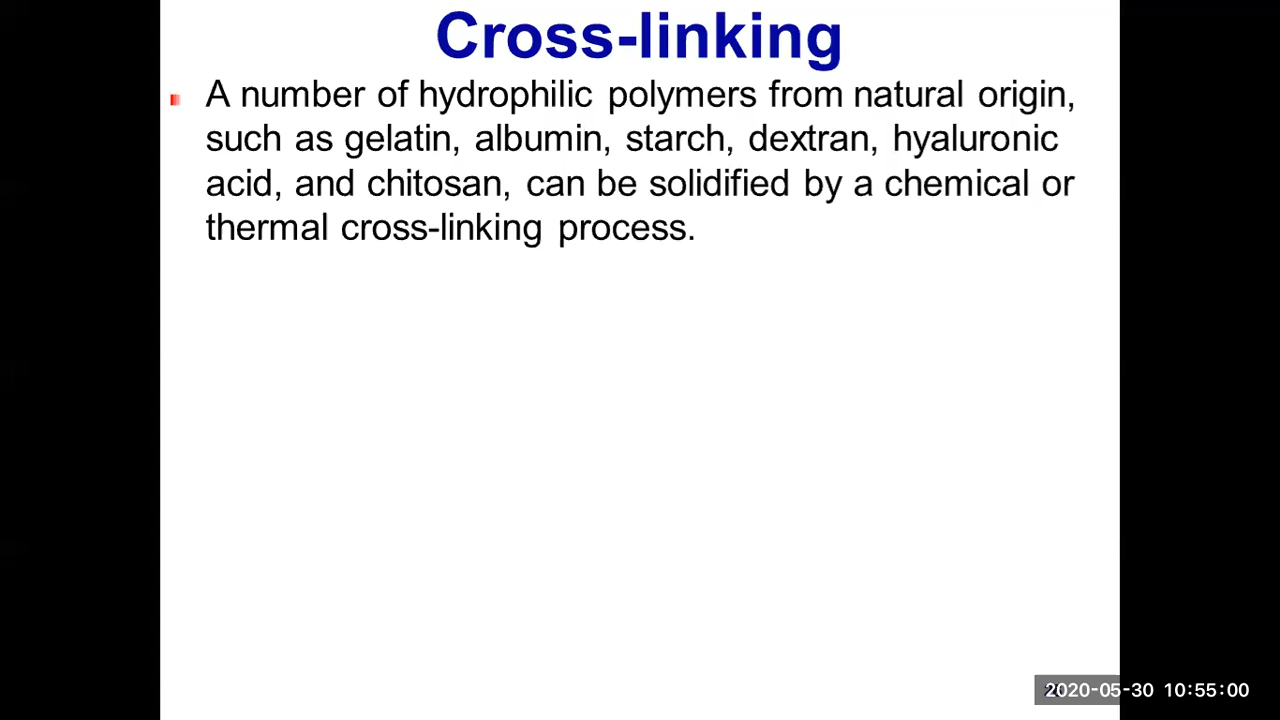 Cross-linking
A number of hydrophilic polymers from natural origin,
such as gelatin, albumin, starch, dextran, hyaluronic
acid, and chitosan, can be solidified by a chemical or
thermal cross-linking process.
2020-05-30 10:55:00